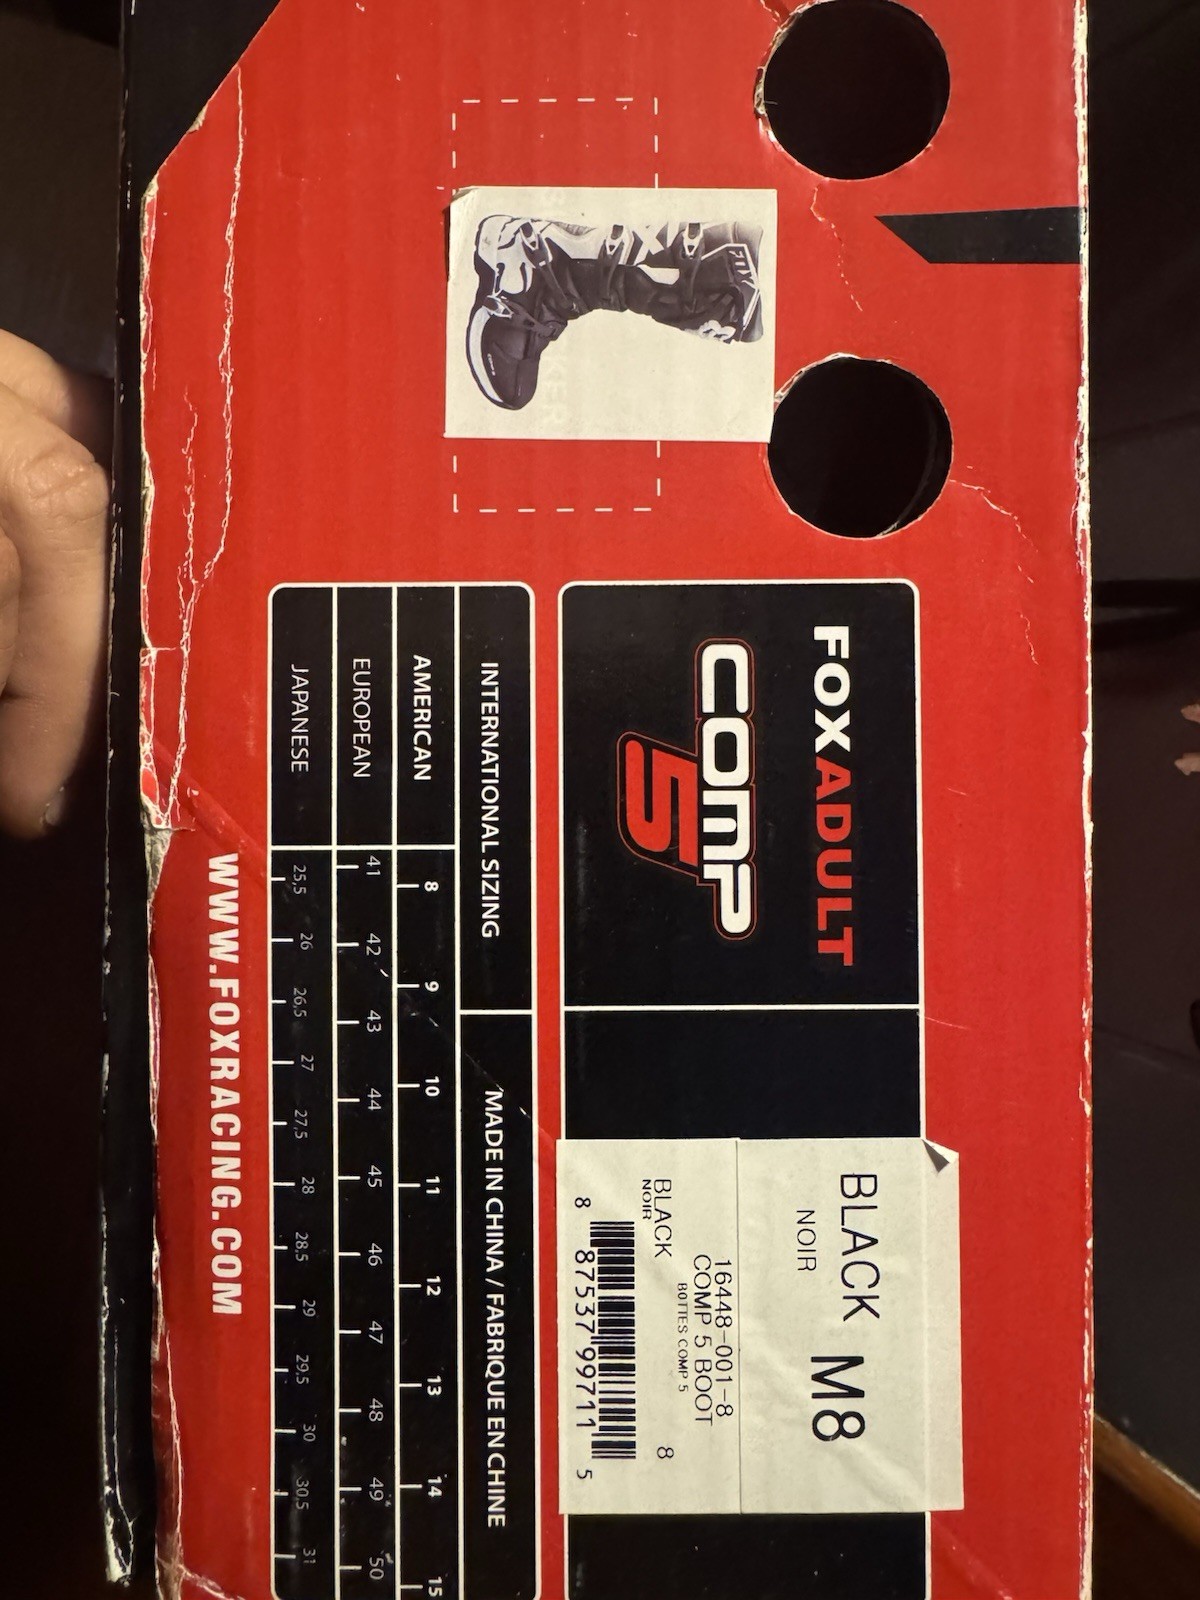 FOX
FOXADULT
COMP
5
BLACK M8
NOIR
16448-001-8
COMP 5 BOOT
BOTTES COMP 5
BLACK 8
NOIR
8 87537 99711 5
INTERNATIONAL SIZING
MADE IN CHINA / FABRIQUE EN CHINE
AMERICAN 8 9 10 11 12 13 14 15
EUROPEAN 41 42 43 44 45 46 47 48 49 50
JAPANESE 25,5 26 26,5 27 27,5 28 28,5 29 29,5 30 30,5 31
WWW.FOXRACING.COM